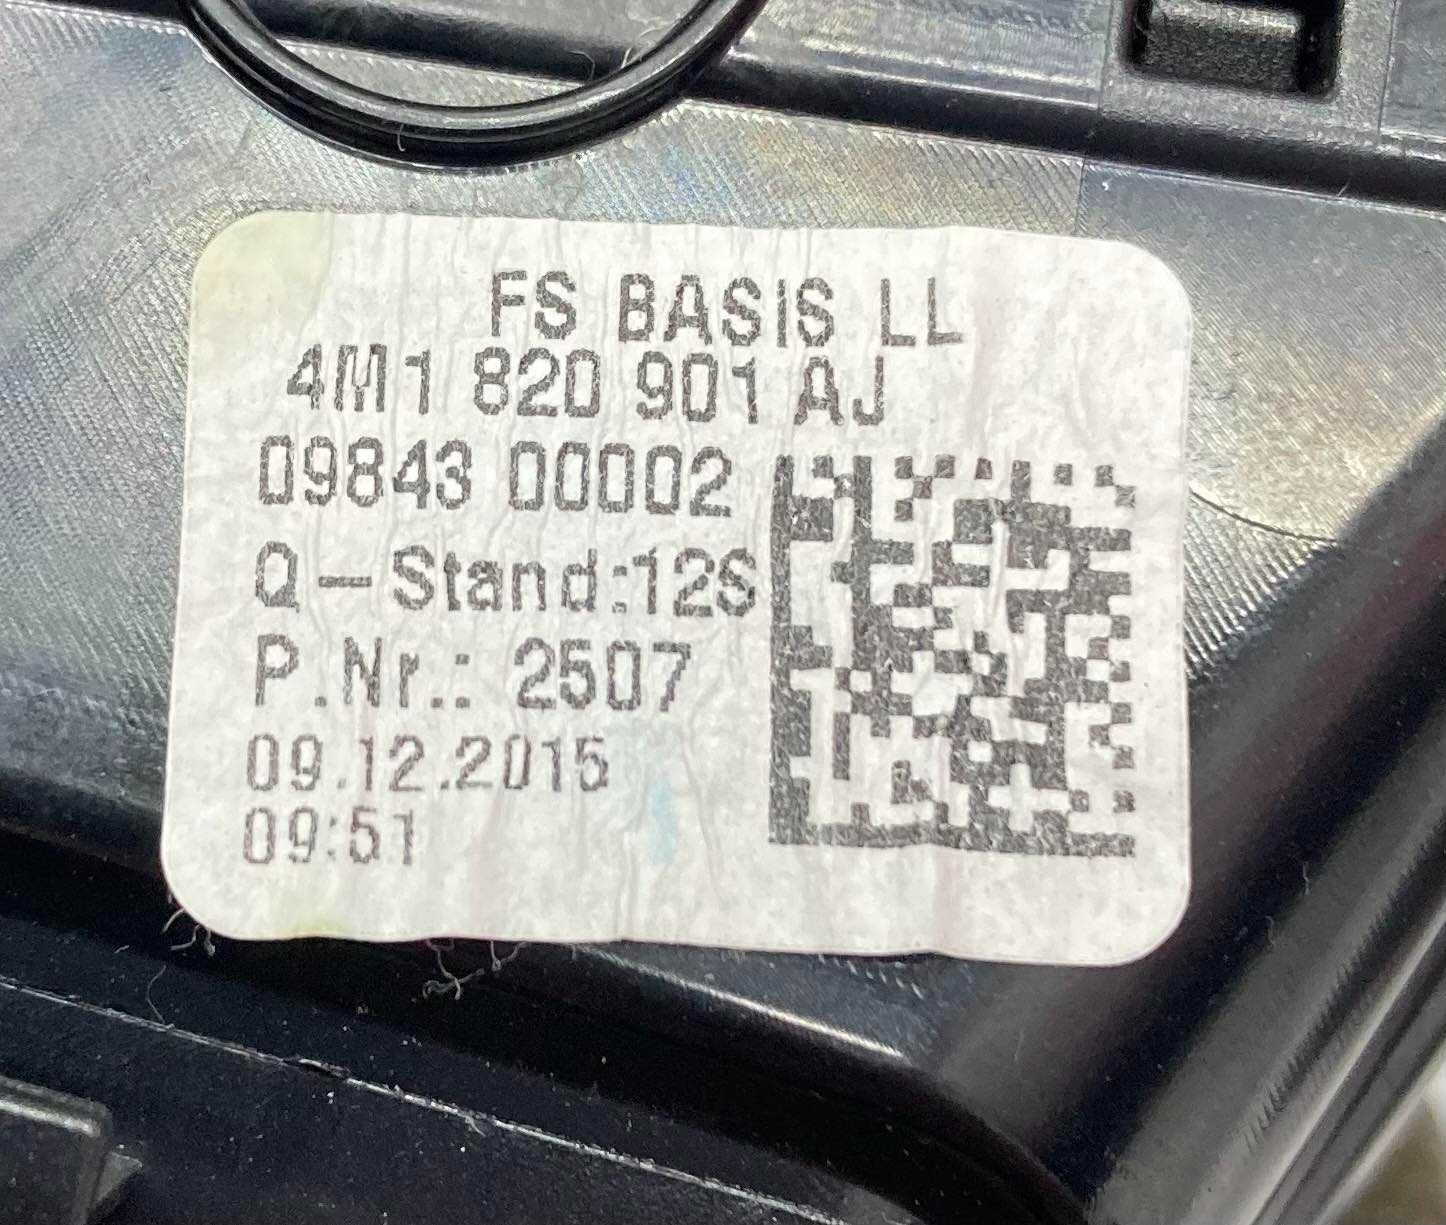 FS BASIS LL
4M1 820 901 AJ
09843 00002
Q-Stand:12S
P.Nr.: 2507
09.12.2015
09:51